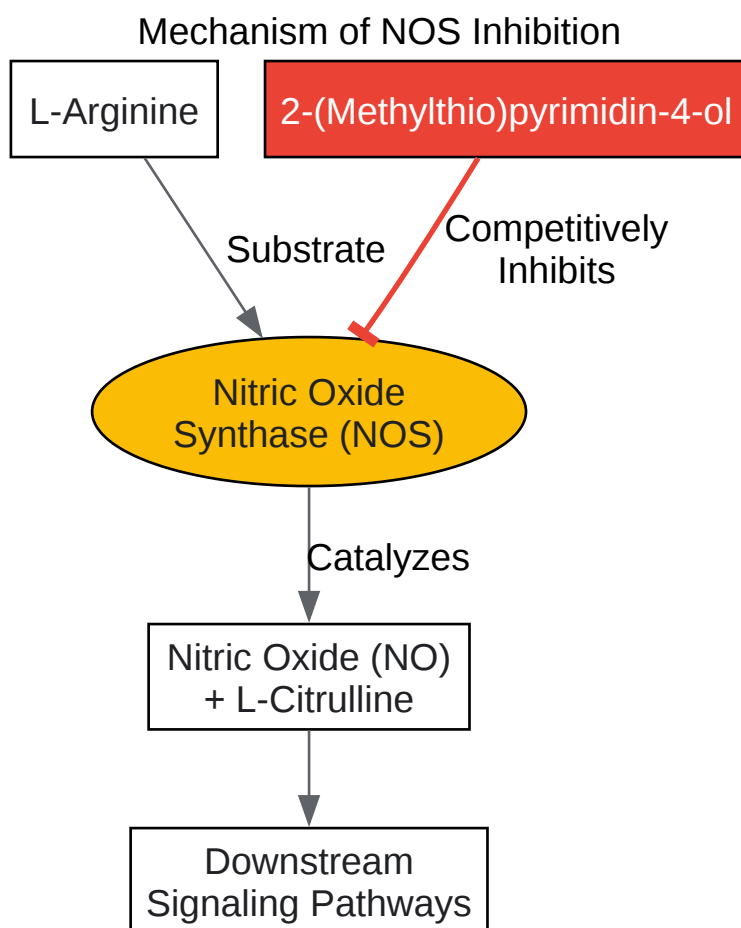 Mechanism of NOS Inhibition
L-Arginine
2-(Methylthio)pyrimidin-4-ol
Substrate
Competitively
Inhibits
Nitric Oxide
Synthase (NOS)
Catalyzes
Nitric Oxide (NO)
+ L-Citrulline
Downstream
Signaling Pathways